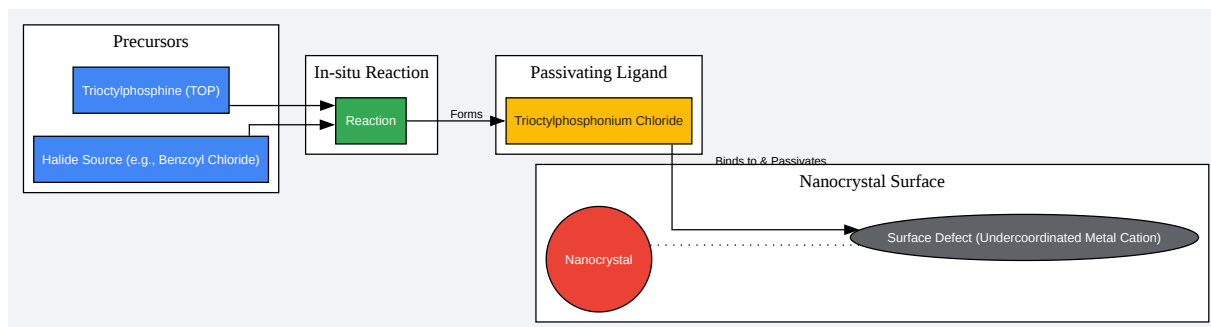 Precursors
Trioctylphosphine (TOP)
Halide Source (e.g., Benzoyl Chloride)
In-situ Reaction
Reaction
Forms
Passivating Ligand
Trioctylphosphonium Chloride
Binds to & Passivates
Nanocrystal Surface
Nanocrystal
Surface Defect (Undercoordinated Metal Cation)